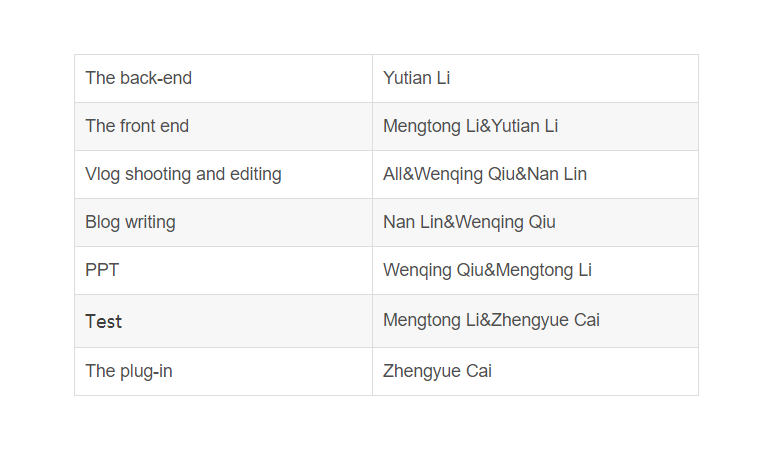 The back-end Yutian Li
The front end Mengtong Li&Yutian Li
Vlog shooting and editing All&Wenqing Qiu&Nan Lin
Blog writing Nan Lin&Wenqing Qiu
PPT Wenqing Qiu&Mengtong Li
Test Mengtong Li&Zhengyue Cai
The plug-in Zhengyue Cai